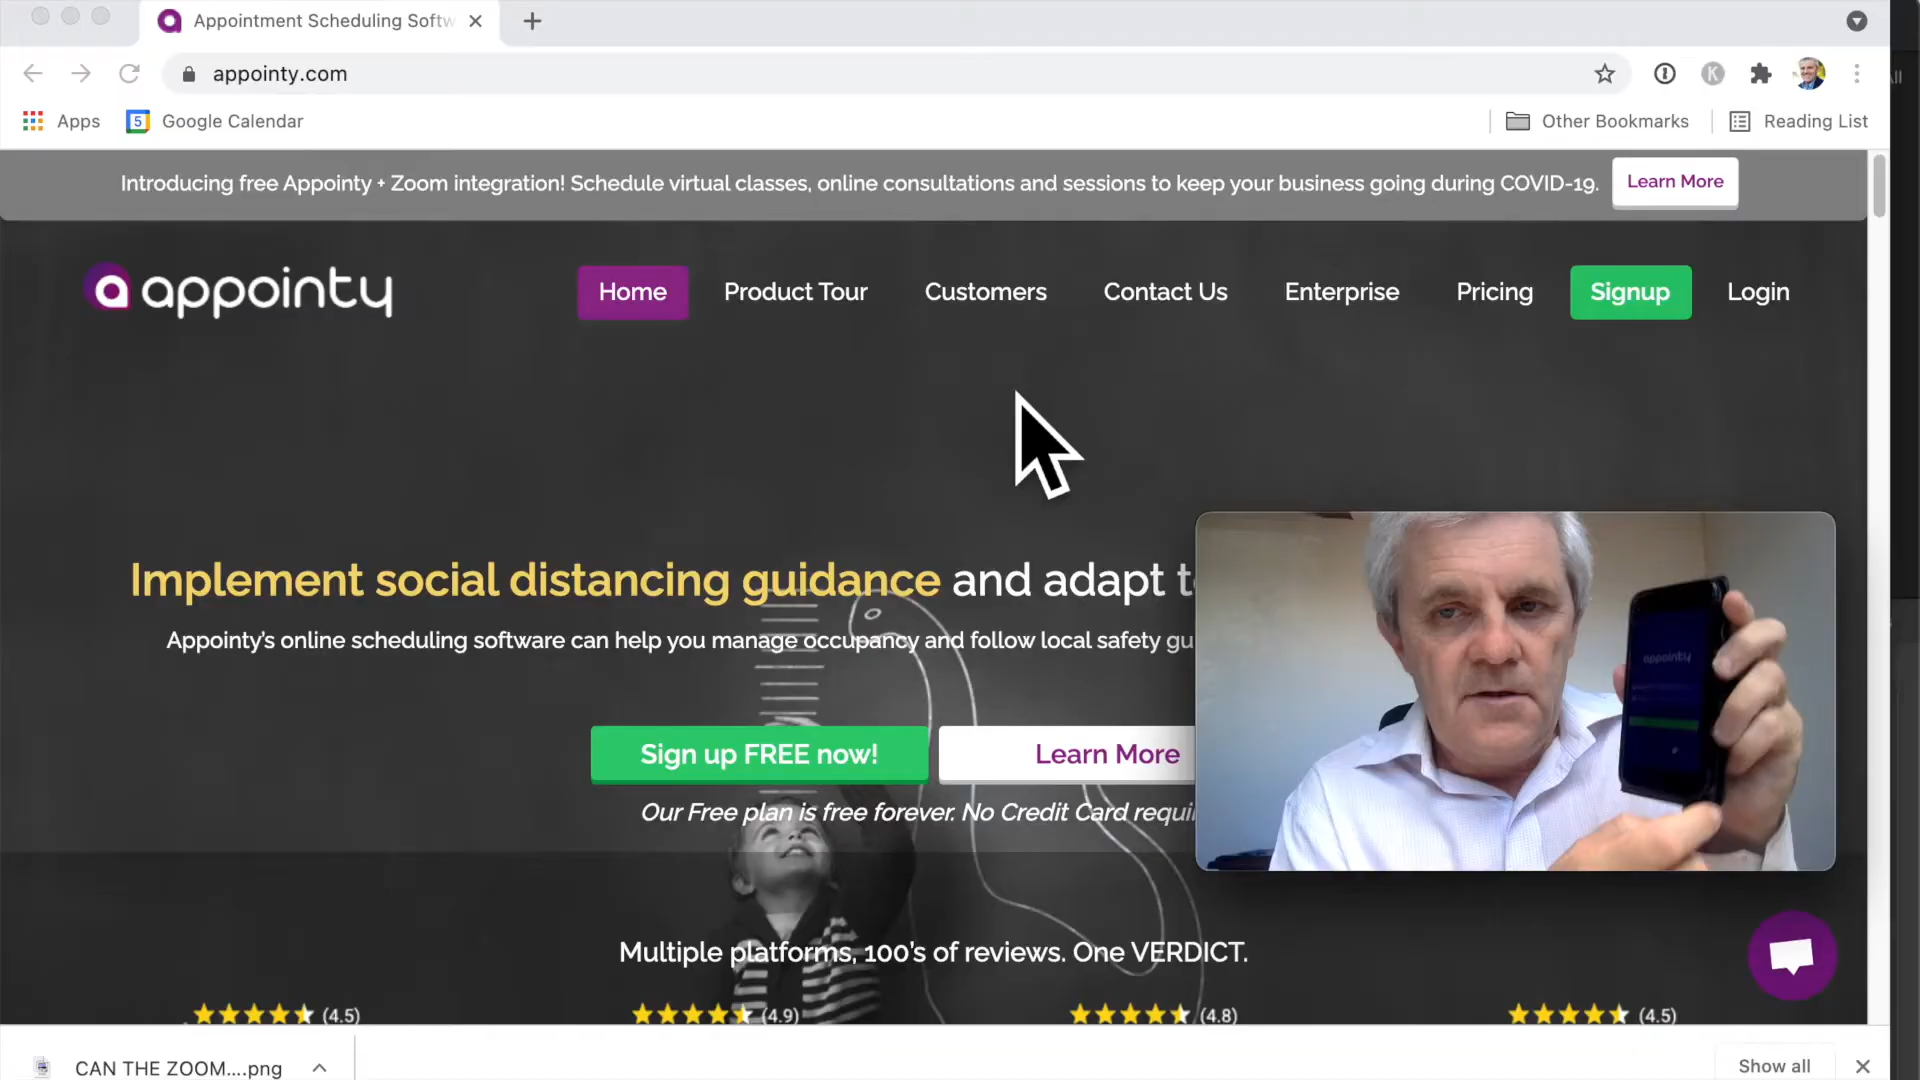 Appointment Scheduling Softw
appointy.com
Apps
5
Google Calendar
Other Bookmarks
Reading List
Introducing free Appointy + Zoom integration! Schedule virtual classes, online consultations and sessions to keep your business going during COVID-19.
Learn More
appointy
Home
Product Tour
Customers
Contact Us
Enterprise
Pricing
Signup
Login
Implement social distancing guidance and adapt
Appointy's online scheduling software can help you manage occupancy and follow local safety
appointy
Sign up FREE now!
Learn More
Our Free plan is free forever. No Credit Card
Multiple platforms, 100's of reviews. One VERDICT.
(4.5)
(4.9)
(4.8)
(4.5)
CAN THE ZOOM....png
Show all